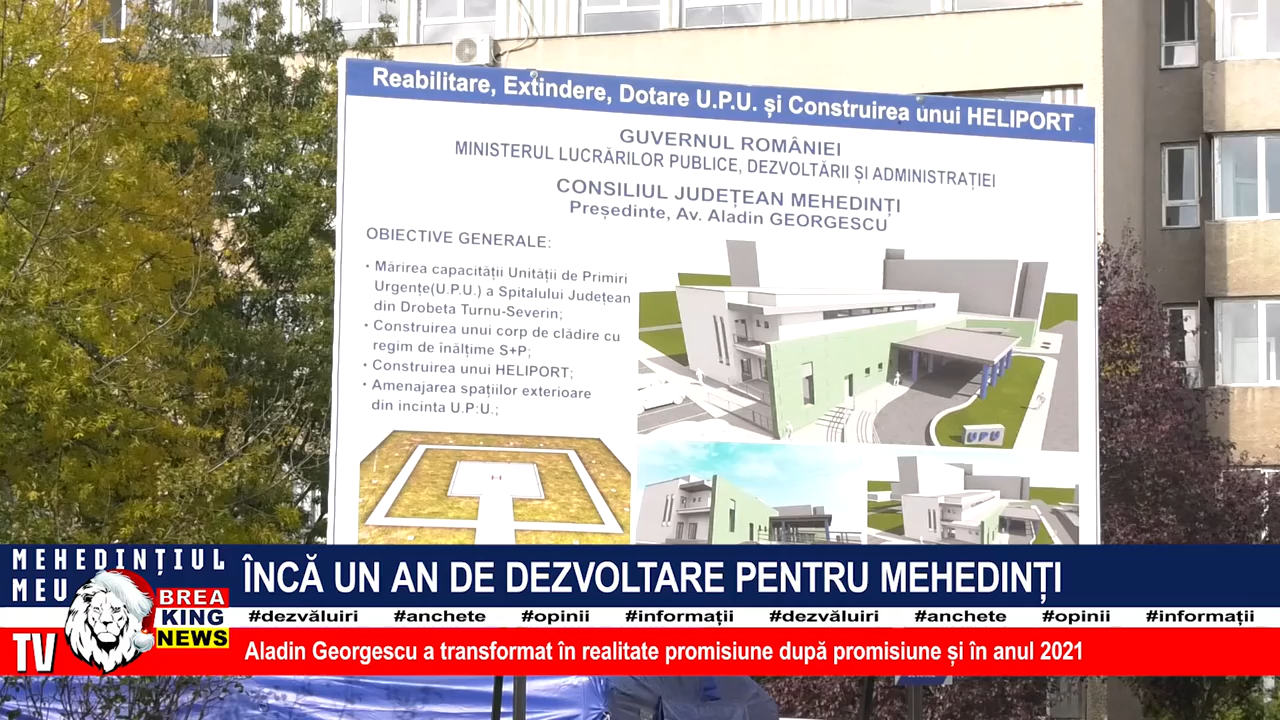 Reabilitare, Extindere, Dotare U.P.U. și Construirea unui HELIPORT
GUVERNUL ROMÂNIEI
MINISTERUL LUCRĂRILOR PUBLICE, DEZVOLTĂRII ȘI ADMINISTRAȚIEI
CONSILIUL JUDEȚEAN MEHEDINȚI
Președinte, Av. Aladin GEORGESCU
OBIECTIVE GENERALE:
• Mărirea capacității Unității de Primiri
Urgențe(U.P.U.) a Spitalului Județean
din Drobeta Turnu-Severin;
• Construirea unui corp de clădire cu
regim de înălțime S+P;
• Construirea unui HELIPORT;
• Amenajarea spațiilor exterioare
din incinta U.P.U.;
H
UPU
MEHEDINȚIUL
MEU
TV
BREA
KING
NEWS
ÎNCĂ UN AN DE DEZVOLTARE PENTRU MEHEDINȚI
#dezvăluiri #anchete #opinii #informații #dezvăluiri #anchete #opinii #informații
Aladin Georgescu a transformat în realitate promisiune după promisiune și în anul 2021